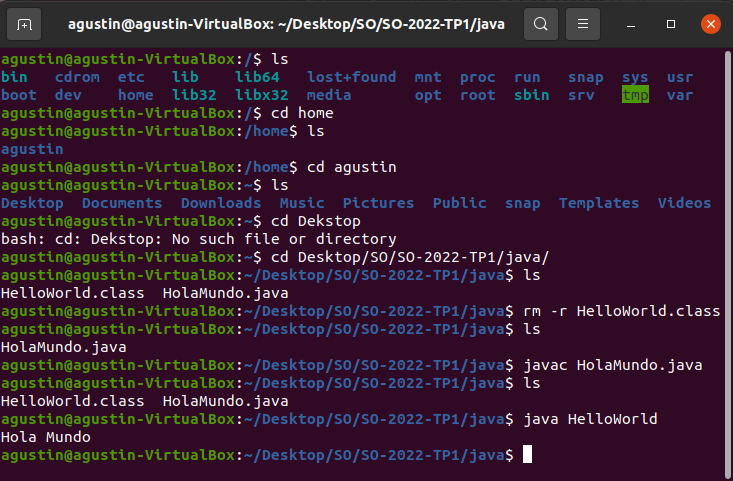 agustin@agustin-VirtualBox: ~/Desktop/SO/SO-2022-TP1/java
agustin@agustin-VirtualBox:/$ ls
bin cdrom etc lib lib64 lost+found mnt proc run snap sys usr
boot dev home lib32 libx32 media opt root sbin srv tmp var
agustin@agustin-VirtualBox:/$ cd home
agustin@agustin-VirtualBox:/home$ ls
agustin
agustin@agustin-VirtualBox:/home$ cd agustin
agustin@agustin-VirtualBox:~$ ls
Desktop Documents Downloads Music Pictures Public snap Templates Videos
agustin@agustin-VirtualBox:~$ cd Dekstop
bash: cd: Dekstop: No such file or directory
agustin@agustin-VirtualBox:~$ cd Desktop/SO/SO-2022-TP1/java/
agustin@agustin-VirtualBox:~/Desktop/SO/SO-2022-TP1/java$ ls
HelloWorld.class HolaMundo.java
agustin@agustin-VirtualBox:~/Desktop/SO/SO-2022-TP1/java$ rm -r HelloWorld.class
agustin@agustin-VirtualBox:~/Desktop/SO/SO-2022-TP1/java$ ls
HolaMundo.java
agustin@agustin-VirtualBox:~/Desktop/SO/SO-2022-TP1/java$ javac HolaMundo.java
agustin@agustin-VirtualBox:~/Desktop/SO/SO-2022-TP1/java$ ls
HelloWorld.class HolaMundo.java
agustin@agustin-VirtualBox:~/Desktop/SO/SO-2022-TP1/java$ java HelloWorld
Hola Mundo
agustin@agustin-VirtualBox:~/Desktop/SO/SO-2022-TP1/java$